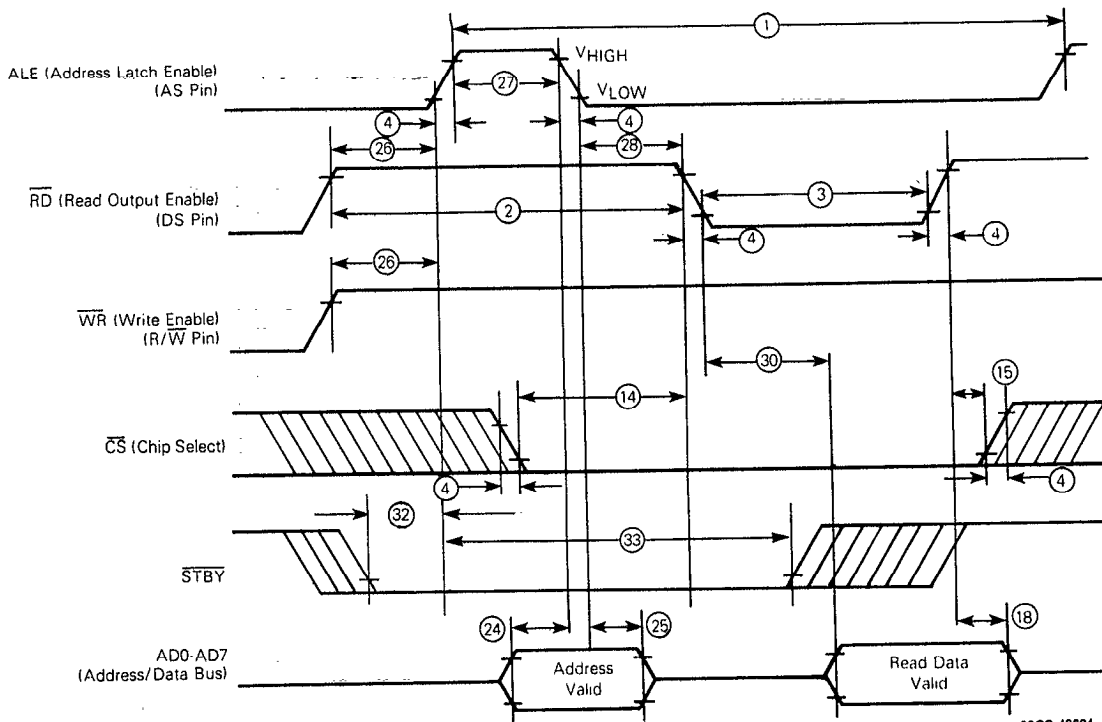 1
ALE (Address Latch Enable)
(AS Pin)
VHIGH
27
VLOW
4
4
26
28
RD (Read Output Enable)
(DS Pin)
3
2
4
4
26
WR (Write Enable)
(R/W Pin)
30
15
14
CS (Chip Select)
4
4
32
33
STBY
24
25
18
AD0-AD7
(Address/Data Bus)
Address
Valid
Read Data
Valid